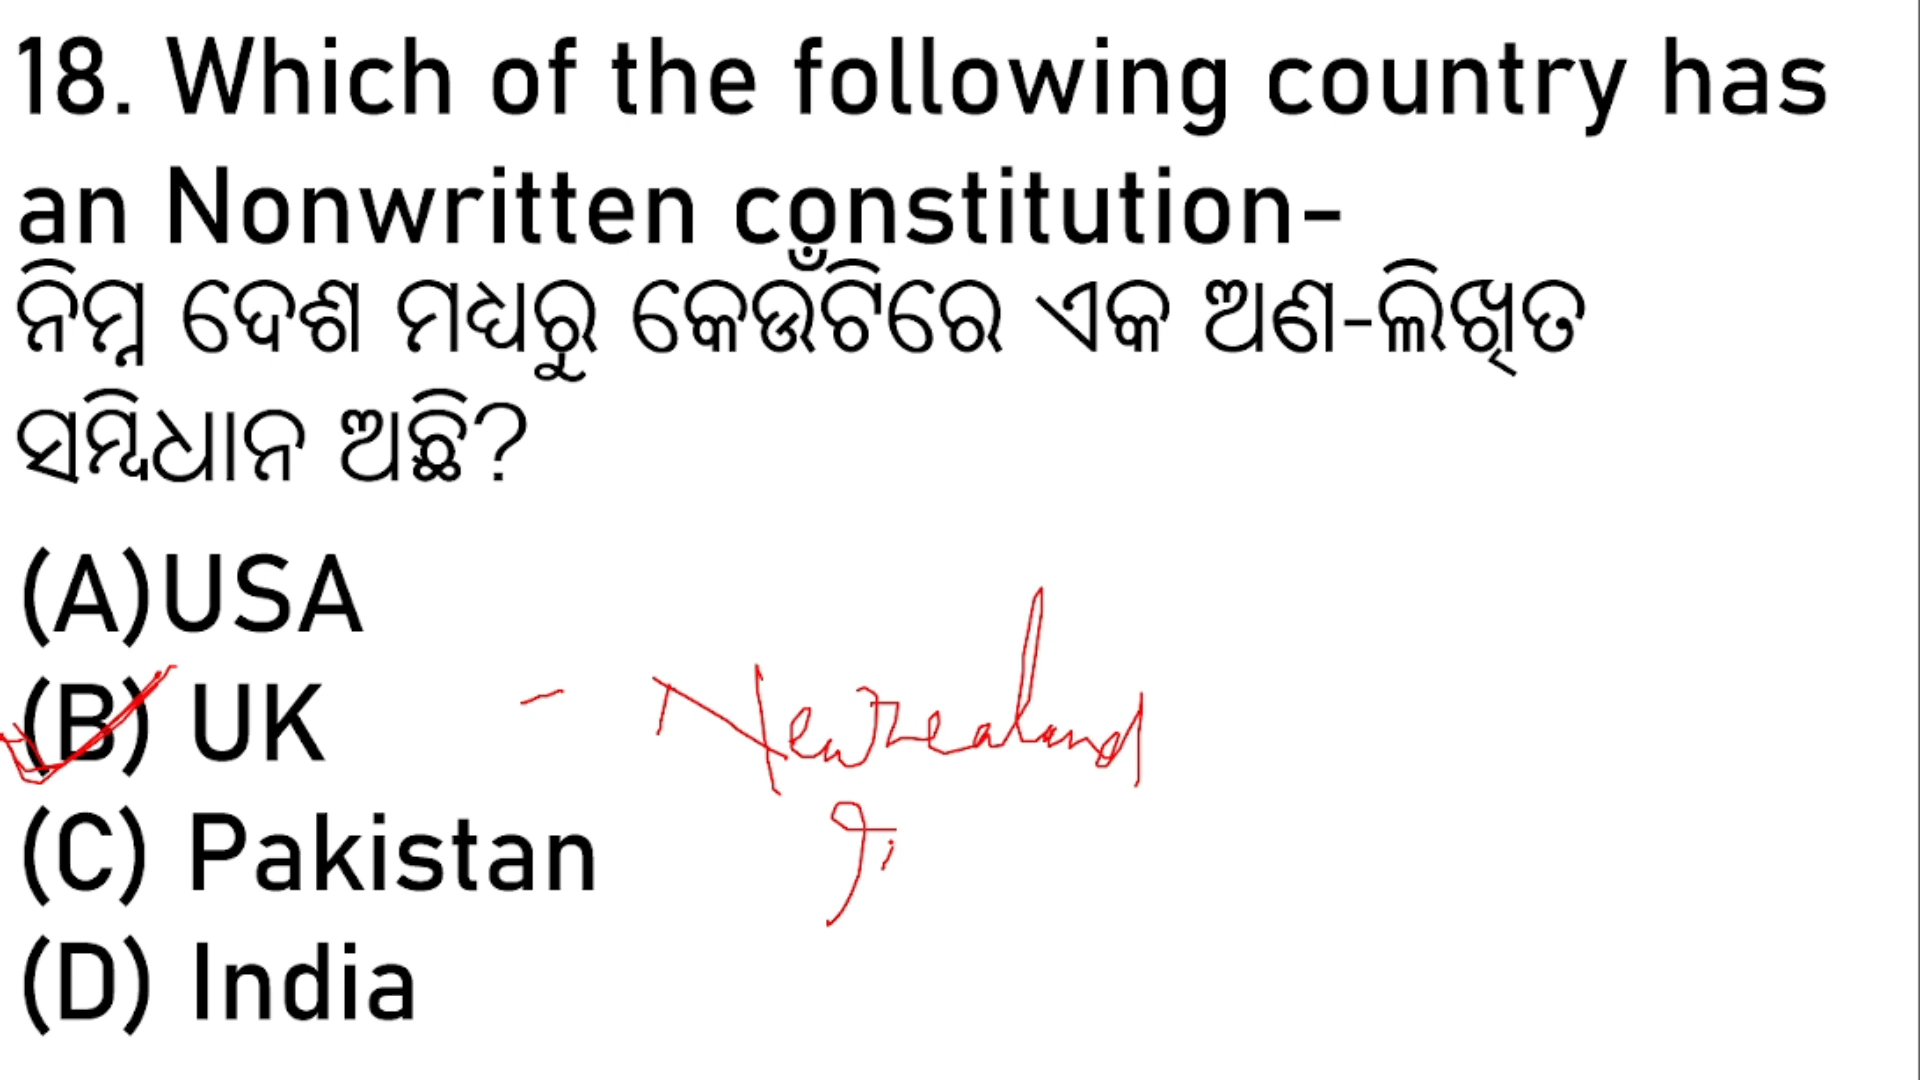 18. Which of the following country has
an Nonwritten constitution-
ନିମ୍ନ ଦେଶ ମଧ୍ୟରୁ କେଉଁଟିରେ ଏକ ଅଣ-ଲିଖିତ
ସମ୍ବିଧାନ ଅଛି?
(A)USA
(B) UK - Newzealand
(C) Pakistan
(D) India